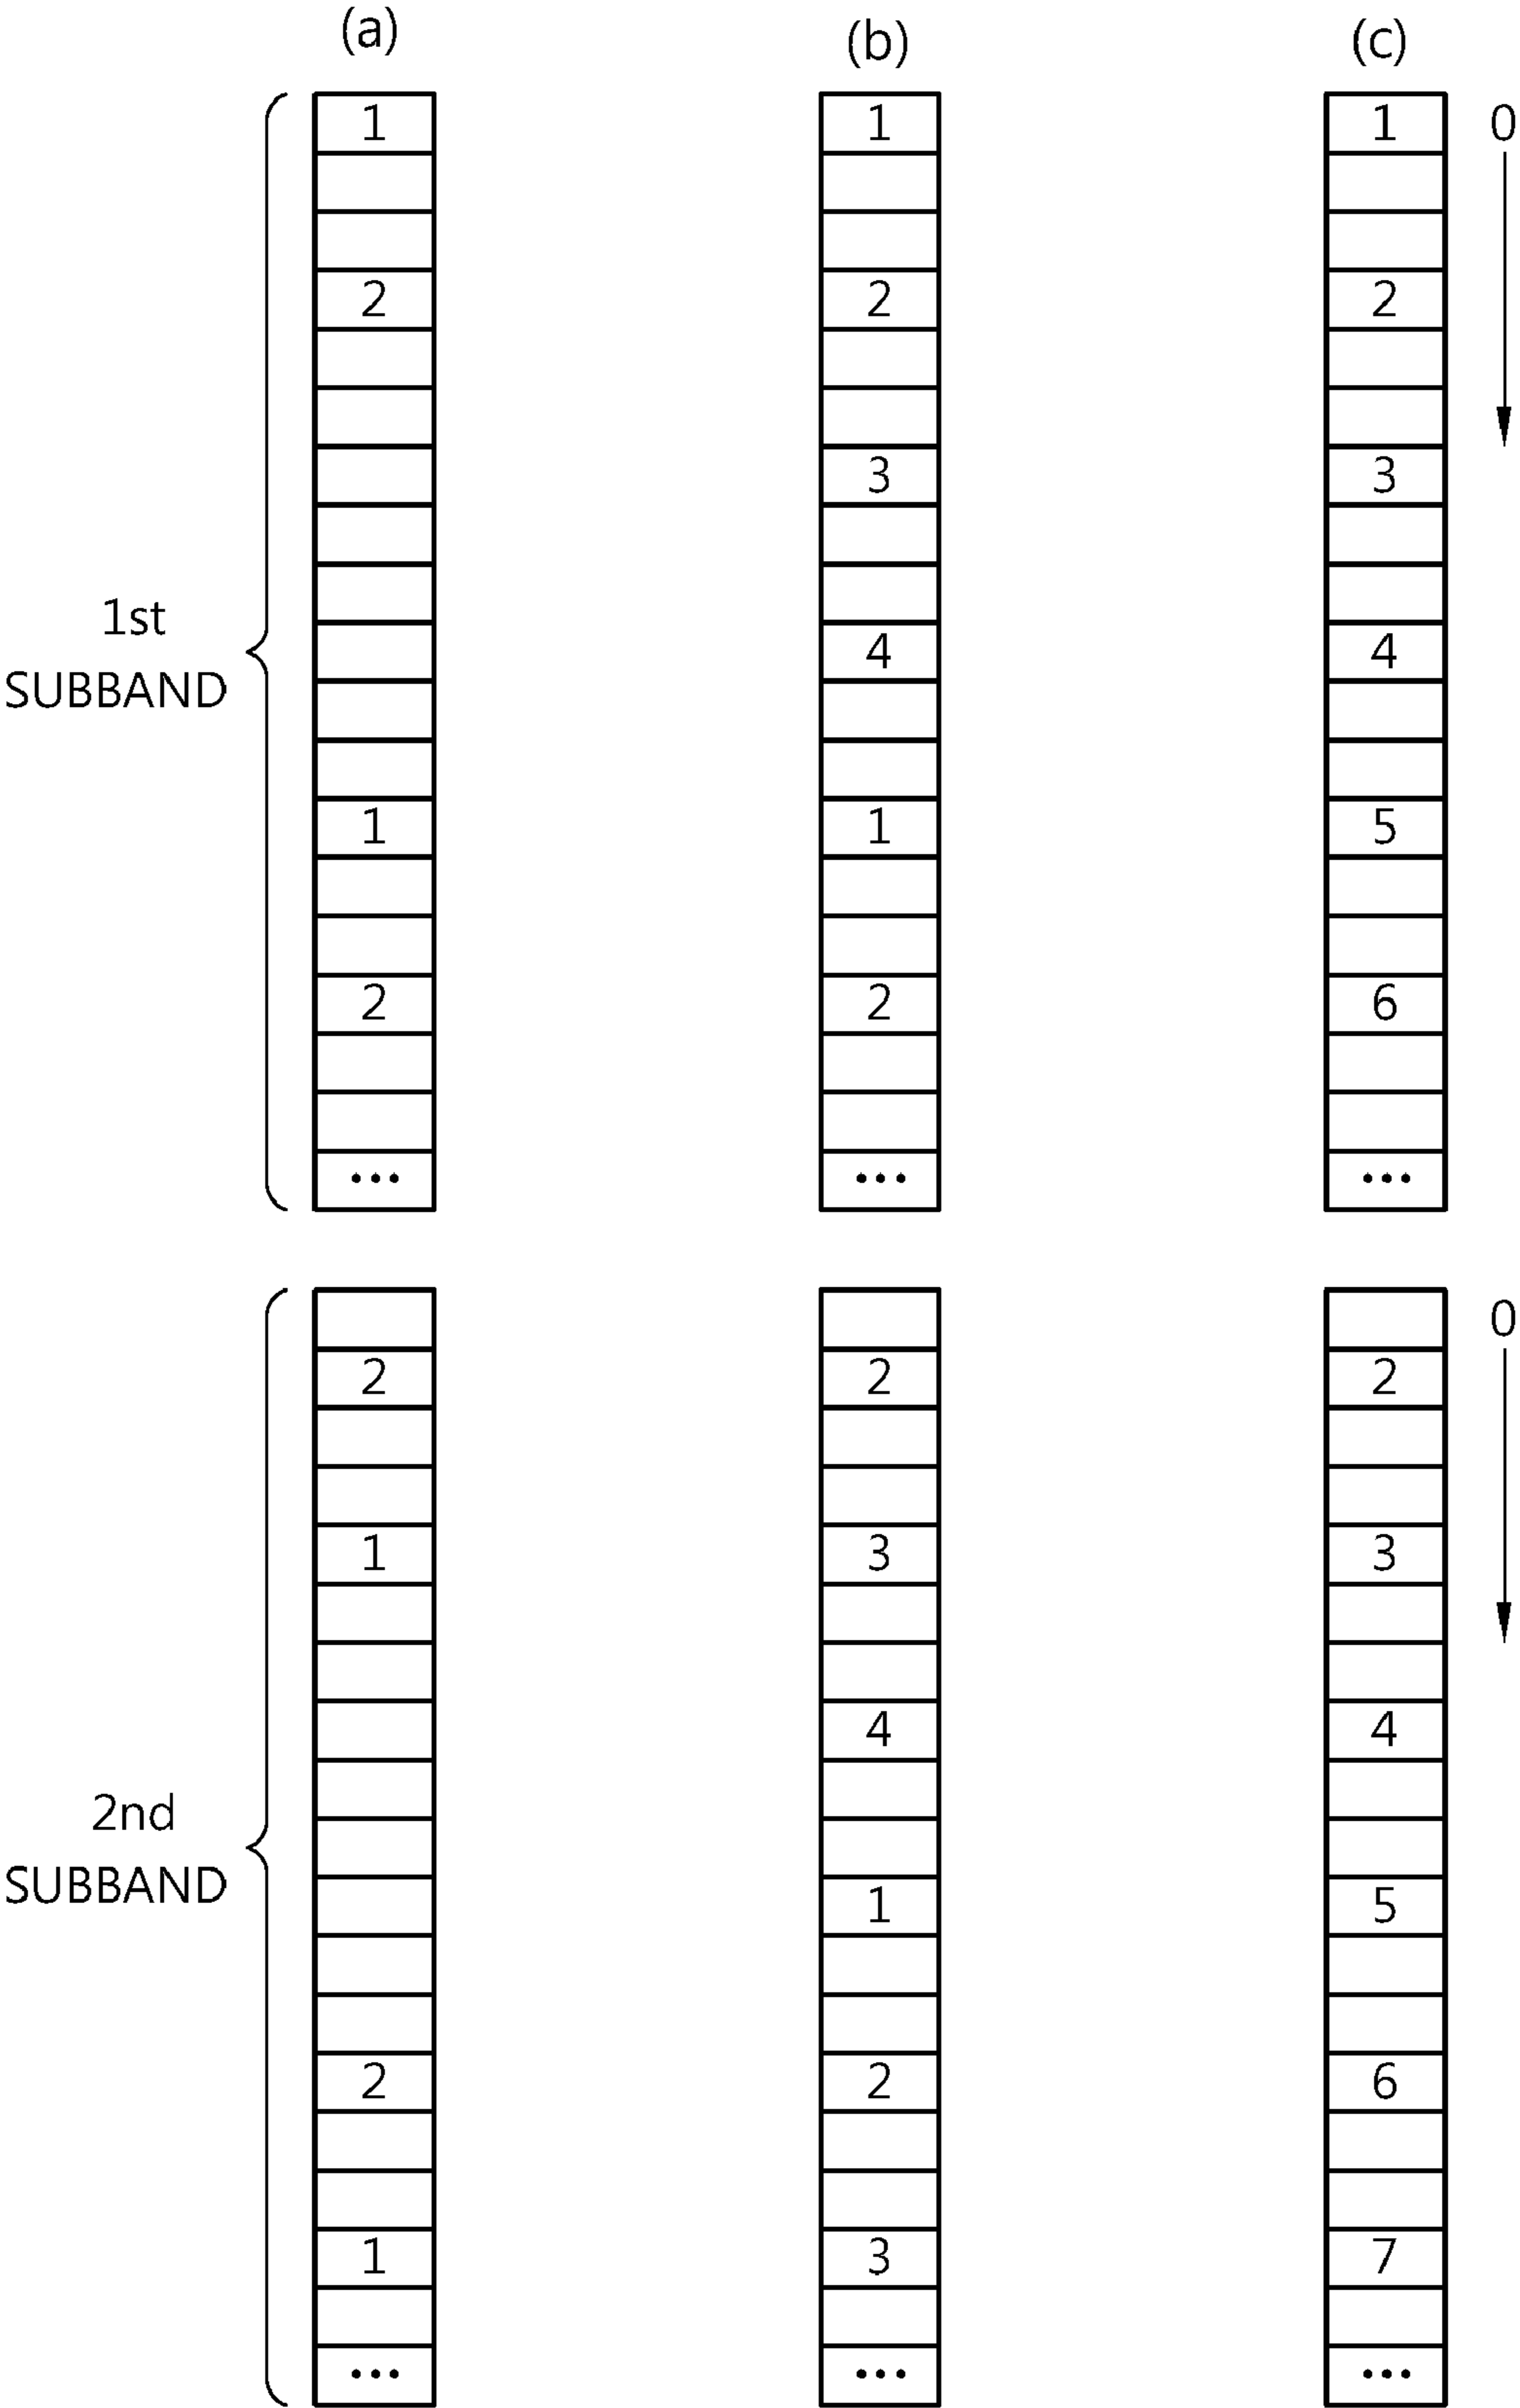 (a) (b) (c)
1 1 1 0
2 2 2
3 3
4 4
1st
SUBBAND
1 1 5
2 2 6
... ... ...
0
2 2 2
1 3 3
4 4
2nd
SUBBAND
1 5
2 2 6
1 3 7
... ... ...